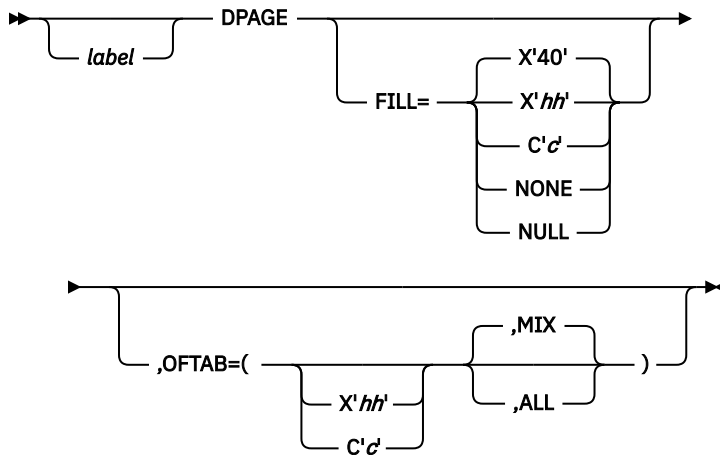 DPAGE
label
X'40'
FILL=
X'hh'
C'c'
NONE
NULL
,MIX
,OFTAB=(
)
X'hh'
,ALL
C'c'